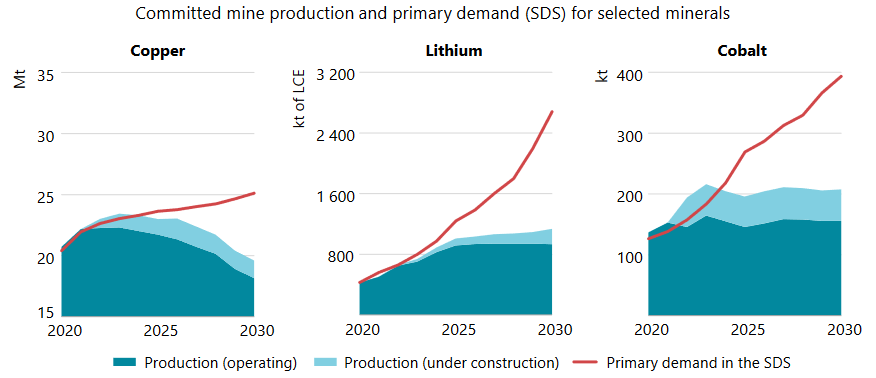 Committed mine production and primary demand (SDS) for selected minerals
Copper
Mt
35
30
25
20
15
2020
2025
2030
Lithium
kt of LCE
3 200
2 400
1 600
800
2020
2025
2030
Cobalt
kt
400
300
200
100
2020
2025
2030
Production (operating)
Production (under construction)
Primary demand in the SDS